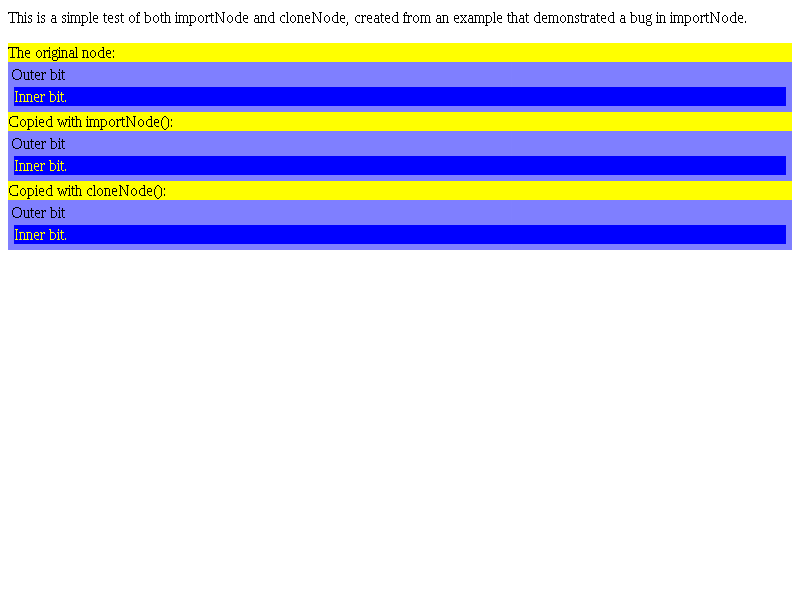 This is a simple test of both importNode and cloneNode, created from an example that demonstrated a bug in importNode.
The original node:
Outer bit
Inner bit.
Copied with importNode():
Outer bit
Inner bit.
Copied with cloneNode():
Outer bit
Inner bit.